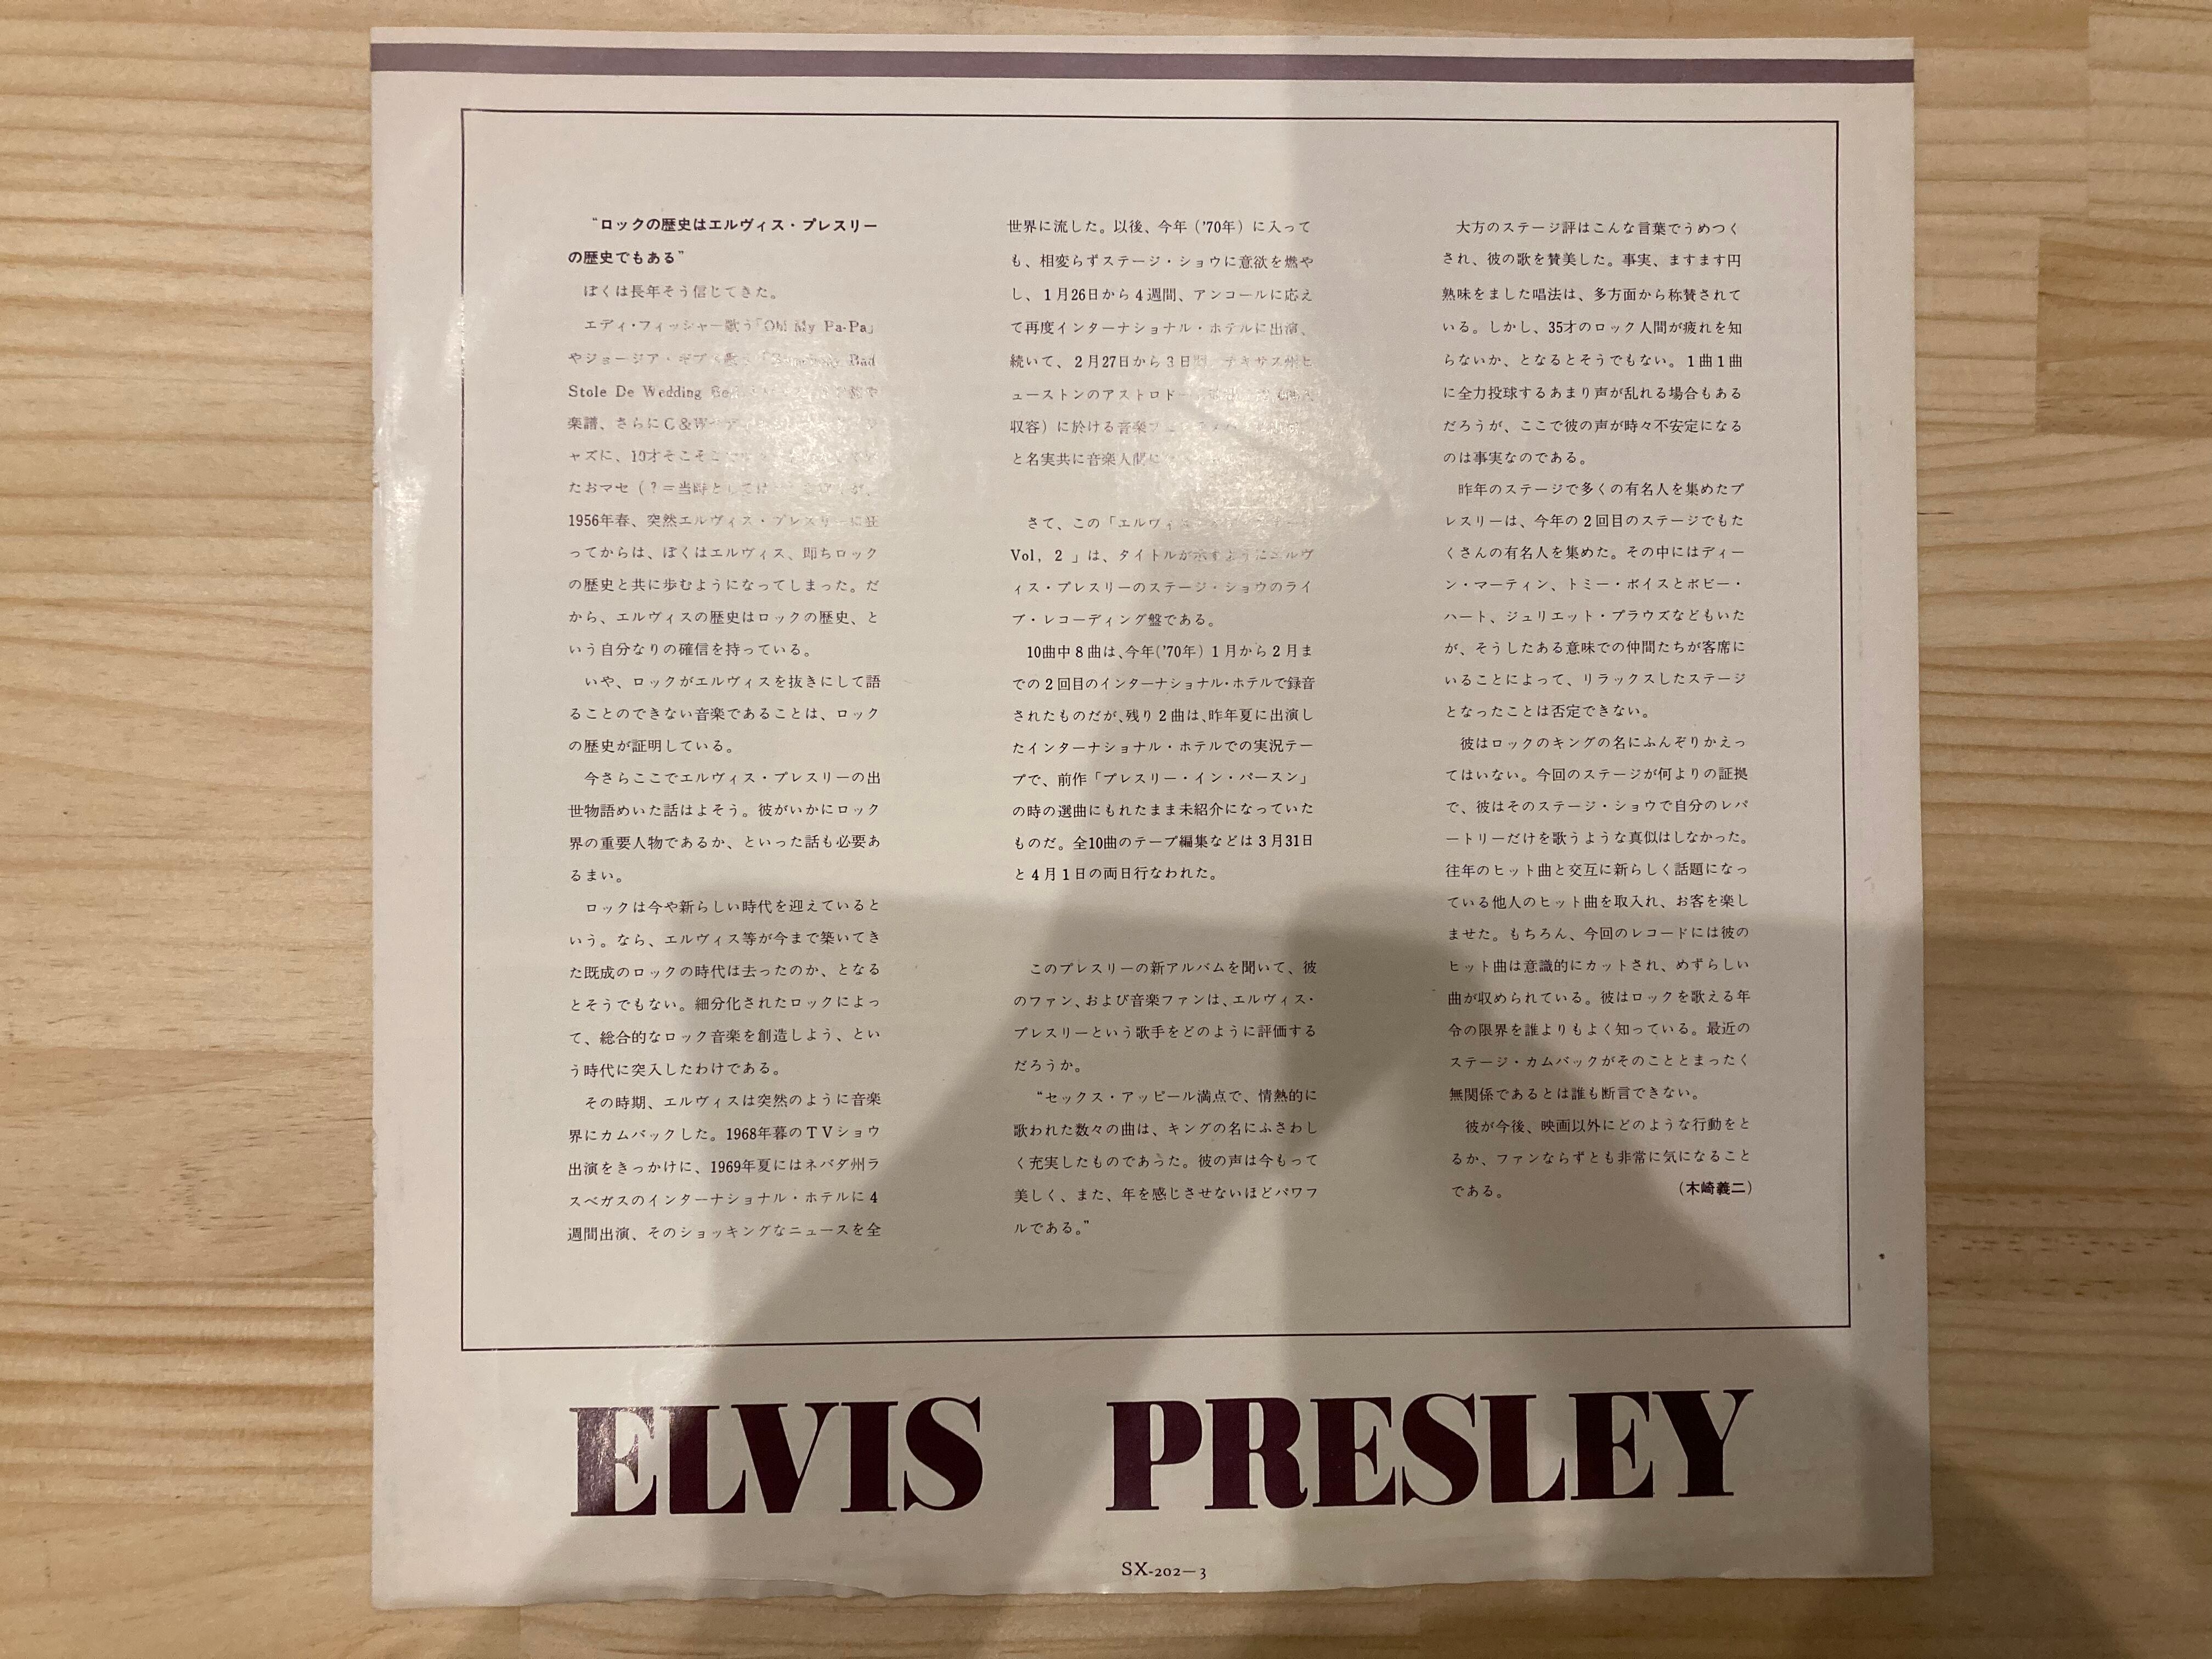 “ロックの歴史はエルヴィス・プレスリー
の歴史でもある”
ぼくは長年そう信じてきた。
エディ・フィッシャー歌う「Oh My Pa-Pa」
やジョージア・ギブス歌 Bad
Stole De Wedding
楽譜、さらにC&W
ャズに、10才そこそこ
たおマセ(?=当時としては
1956年春、突然エルヴィス・プレスリーに狂
ってからは、ぼくはエルヴィス、即ちロック
の歴史と共に歩むようになってしまった。だ
から、エルヴィスの歴史はロックの歴史、と
いう自分なりの確信を持っている。
いや、ロックがエルヴィスを抜きにして語
ることのできない音楽であることは、ロック
の歴史が証明している。
今さらここでエルヴィス・プレスリーの出
世物語めいた話はよそう。彼がいかにロック
界の重要人物であるか、といった話も必要あ
るまい。
ロックは今や新らしい時代を迎えていると
いう。なら、エルヴィス等が今まで築いてき
た既成のロックの時代は去ったのか、となる
とそうでもない。細分化されたロックによっ
て、総合的なロック音楽を創造しよう、とい
う時代に突入したわけである。
その時期、エルヴィスは突然のように音楽
界にカムバックした。1968年暮のTVショウ
出演をきっかけに、1969年夏にはネバダ州ラ
スベガスのインターナショナル・ホテルに4
週間出演、そのショッキングなニュースを全
世界に流した。以後、今年('70年)に入って
も、相変らずステージ・ショウに意欲を燃や
し、1月26日から4週間、アンコールに応え
て再度インターナショナル・ホテルに出演、
続いて、2月27日から3日間、テキサス州ヒ
ューストンのアストロドー
収容)に於ける音楽フェ
と名実共に音楽人間に
さて、この「エルヴィス
Vol, 2」は、タイトルが示すようにエルヴ
ィス・プレスリーのステージ・ショウのライ
ブ・レコーディング盤である。
10曲中8曲は、今年('70年)1月から2月ま
での2回目のインターナショナル・ホテルで録音
されたものだが、残り2曲は、昨年夏に出演し
たインターナショナル・ホテルでの実況テー
プで、前作「プレスリー・イン・パースン」
の時の選曲にもれたまま未紹介になっていた
ものだ。全10曲のテープ編集などは3月31日
と4月1日の両日行なわれた。
このプレスリーの新アルバムを聞いて、彼
のファン、および音楽ファンは、エルヴィス・
プレスリーという歌手をどのように評価する
だろうか。
“セックス・アッピール満点で、情熱的に
歌われた数々の曲は、キングの名にふさわし
く充実したものであうた。彼の声は今もって
美しく、また、年を感じさせないほどパワフ
ルである。”
大方のステージ評はこんな言葉でうめつく
され、彼の歌を賛美した。事実、ますます円
熟味をました唱法は、多方面から称賛されて
いる。しかし、35才のロック人間が疲れを知
らないか、となるとそうでもない。1曲1曲
に全力投球するあまり声が乱れる場合もある
だろうが、ここで彼の声が時々不安定になる
のは事実なのである。
昨年のステージで多くの有名人を集めたプ
レスリーは、今年の2回目のステージでもた
くさんの有名人を集めた。その中にはディー
ン・マーティン、トミー・ボイスとボビー・
ハート、ジュリエット・プラウズなどもいた
が、そうしたある意味での仲間たちが客席に
いることによって、リラックスしたステージ
となったことは否定できない。
彼はロックのキングの名にふんぞりかえっ
てはいない。今回のステージが何よりの証拠
で、彼はそのステージ・ショウで自分のレパ
ートリーだけを歌うような真似はしなかった。
往年のヒット曲と交互に新らしく話題になっ
ている他人のヒット曲を取入れ、お客を楽し
ませた。もちろん、今回のレコードには彼の
ヒット曲は意識的にカットされ、めずらしい
曲が収められている。彼はロックを歌える年
令の限界を誰よりもよく知っている。最近の
ステージ・カムバックがそのこととまったく
無関係であるとは誰も断言できない。
彼が今後、映画以外にどのような行動をと
るか、ファンならずとも非常に気になること
である。 (木崎義二)
ELVIS PRESLEY
SX-202-3